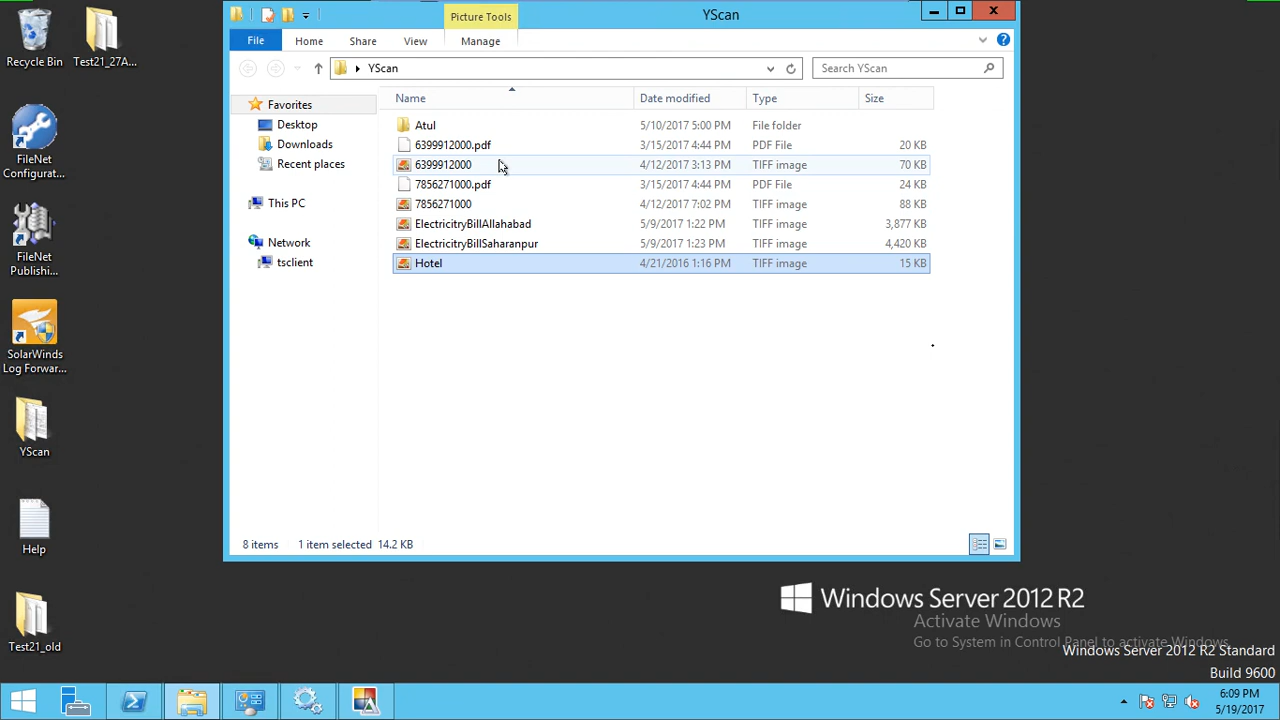 Recycle Bin
Test21_27A...
FileNet
Configurat...
FileNet
Publishi...
SolarWinds
Log Forwar...
YScan
Help
Test21_old
Picture Tools
YScan
File
Home
Share
View
Manage
YScan
Search YScan
Name
Date modified
Type
Size
Favorites
Desktop
Downloads
Recent places
This PC
Network
tsclient
Atul 5/10/2017 5:00 PM File folder
6399912000.pdf 3/15/2017 4:44 PM PDF File 20 KB
6399912000 4/12/2017 3:13 PM TIFF image 70 KB
7856271000.pdf 3/15/2017 4:44 PM PDF File 24 KB
7856271000 4/12/2017 7:02 PM TIFF image 88 KB
ElectricitryBillAllahabad 5/9/2017 1:22 PM TIFF image 3,877 KB
ElectricitryBillSaharanpur 5/9/2017 1:23 PM TIFF image 4,420 KB
Hotel 4/21/2016 1:16 PM TIFF image 15 KB
8 items 1 item selected 14.2 KB
Windows Server 2012 R2
Activate Windows
Go to System in Control Panel to activate Windows.
Windows Server 2012 R2 Standard
Build 9600
6:09 PM
5/19/2017